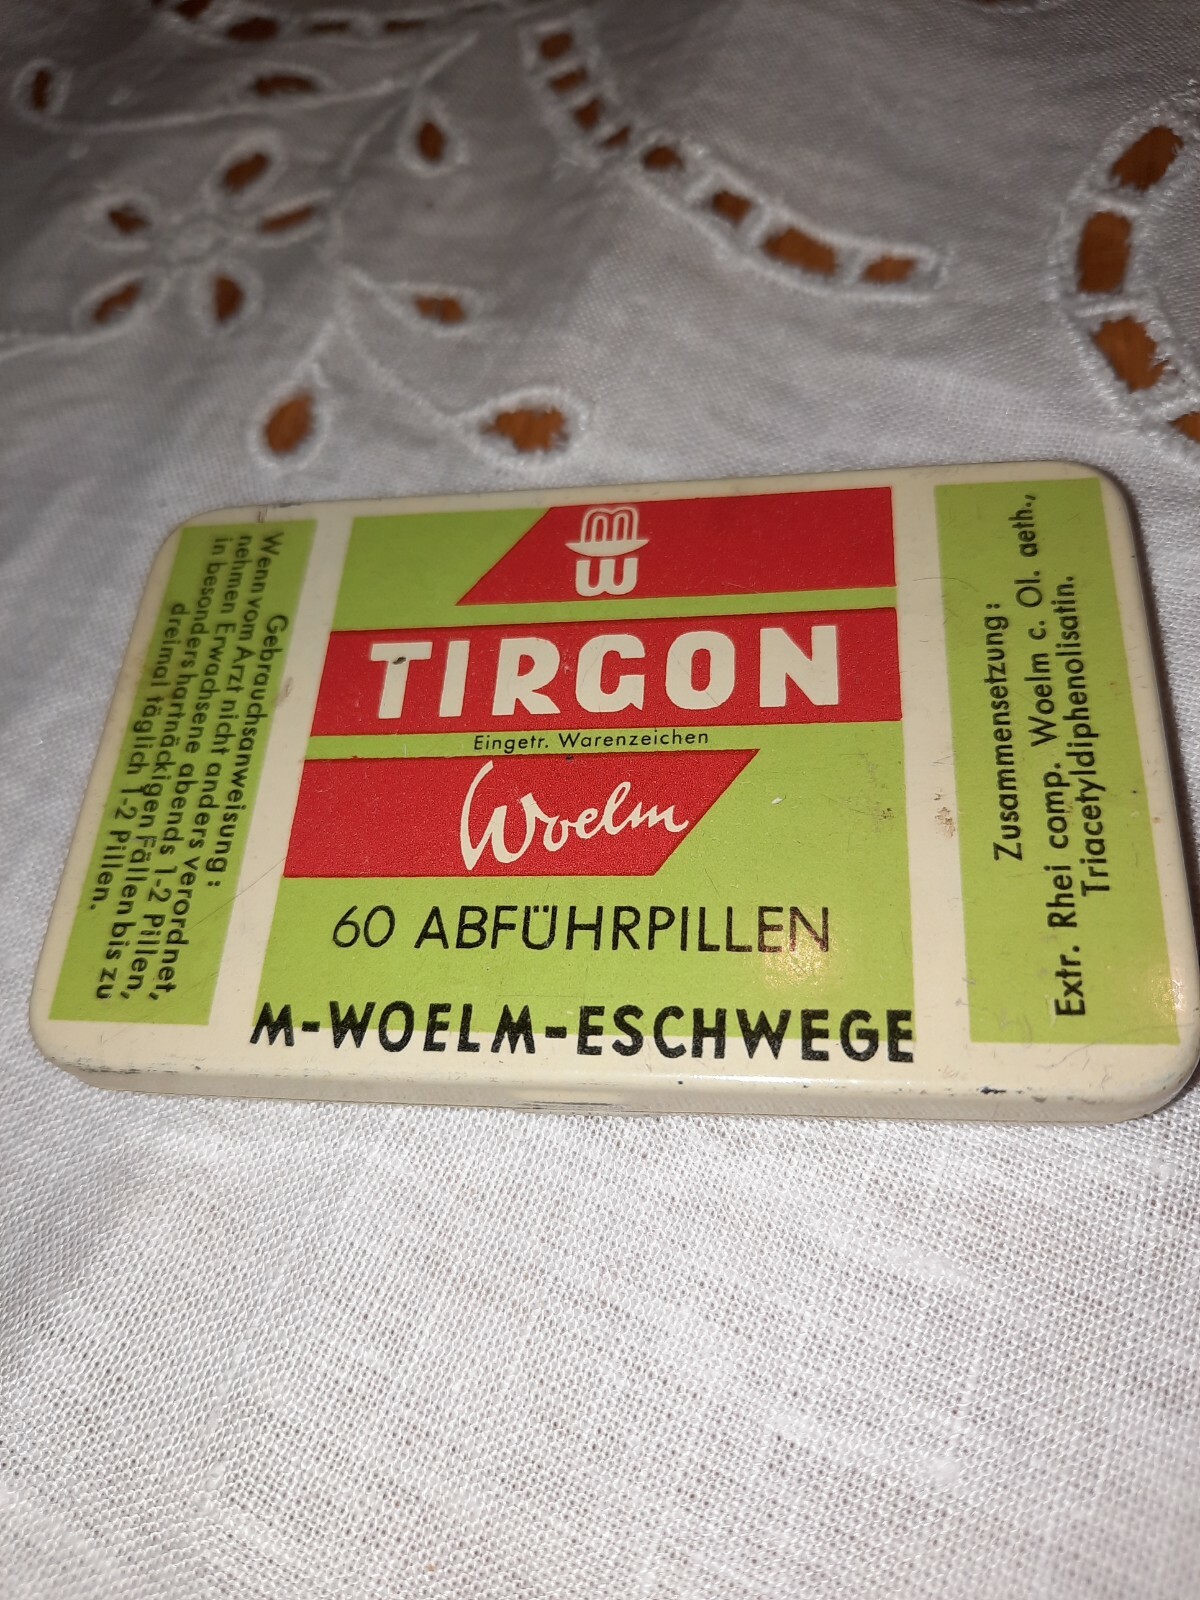 Gebrauchsanweisung:
Wenn vom Arzt nicht anders verordnet,
nehmen Erwachsene abends 1-2 Pillen,
in besonders hartnäckigen Fällen bis zu
dreimal täglich 1-2 Pillen.
m
w
TIRGON
Eingetr. Warenzeichen
Woelm
60 ABFÜHRPILLEN
M-WOELM-ESCHWEGE
Zusammensetzung:
Extr. Rhei comp. Woelm c. Ol. aeth.,
Triacetyldiphenolisatin.